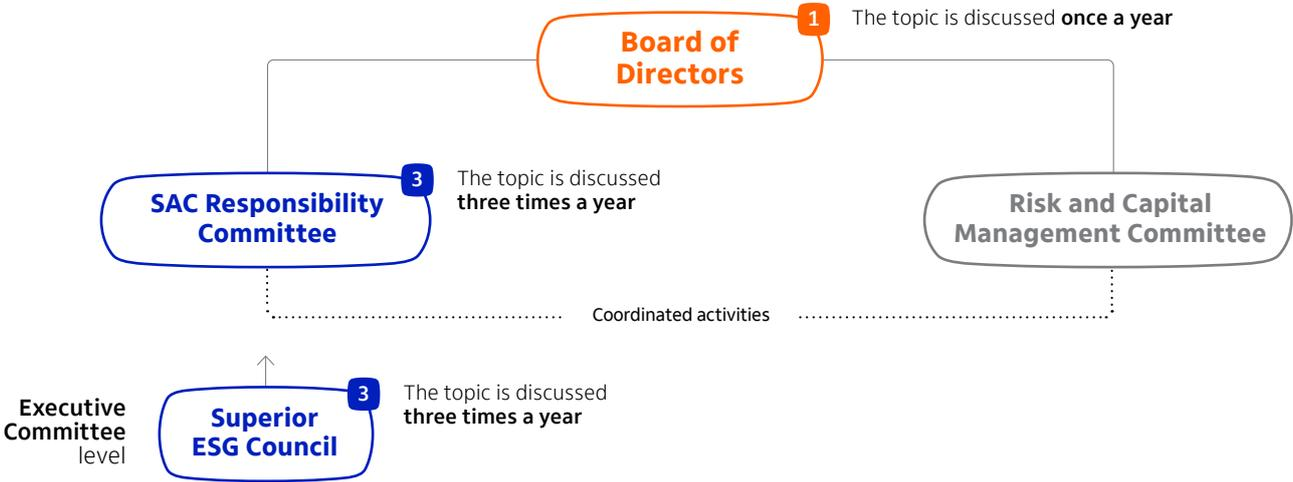 1
The topic is discussed once a year
Board of
Directors
3
The topic is discussed
three times a year
SAC Responsibility
Committee
Risk and Capital
Management Committee
Coordinated activities
3
The topic is discussed
three times a year
Executive
Committee
level
Superior
ESG Council